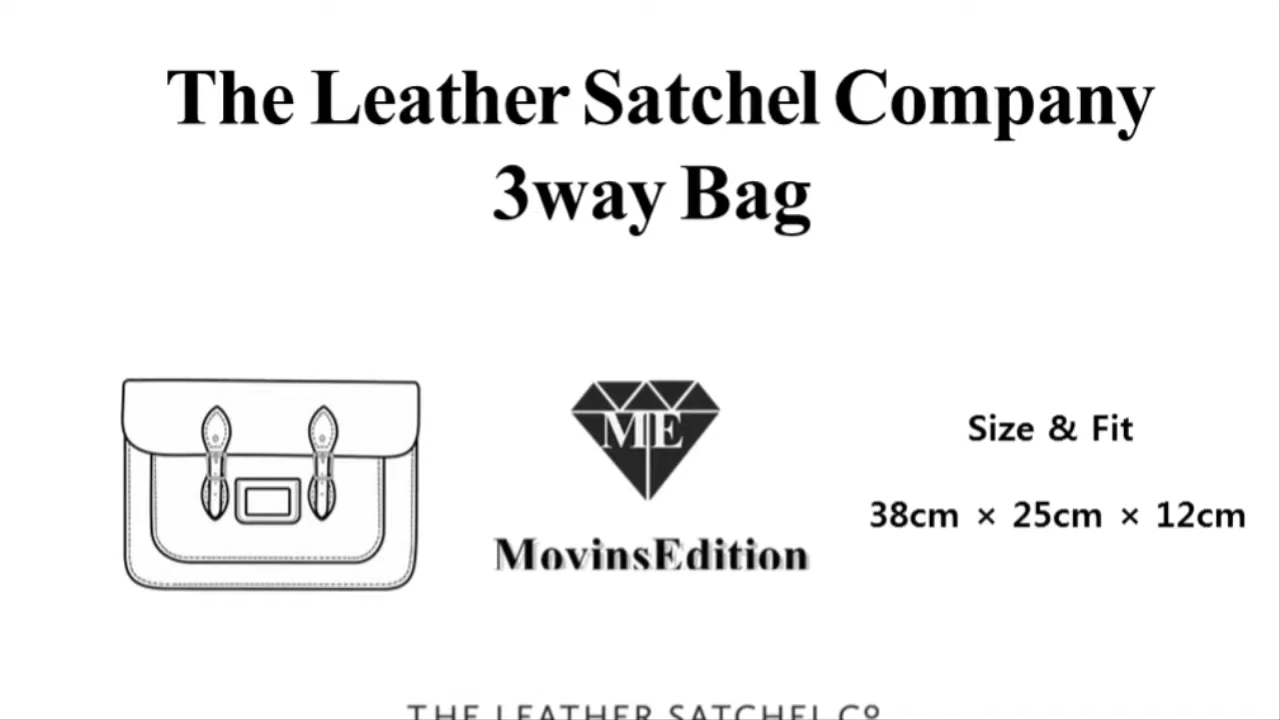 The Leather Satchel Company
3way Bag
ME
MovinsEdition
Size & Fit
38cm × 25cm × 12cm
THE LEATHER SATCHEL Cº